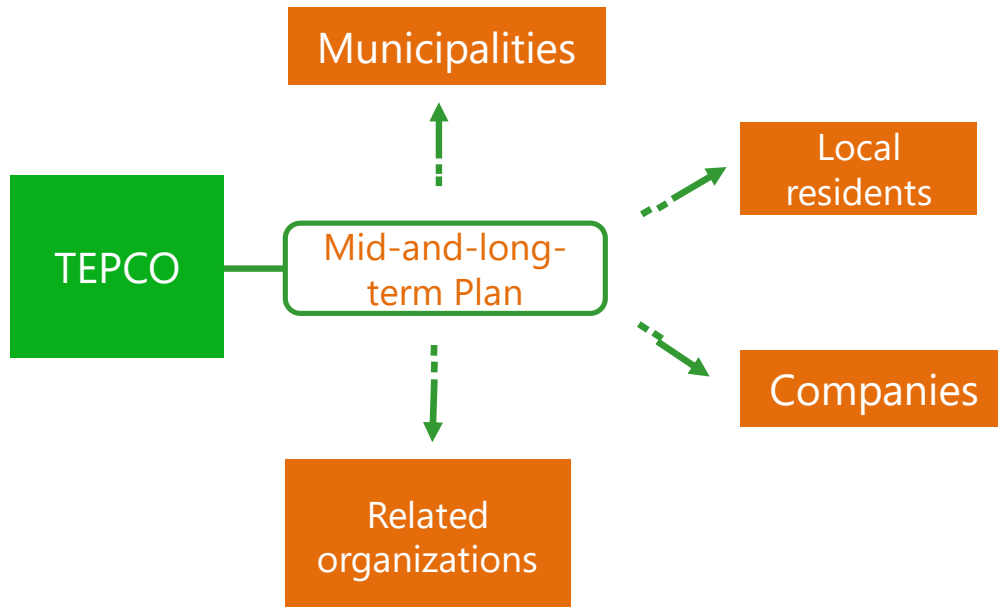 Municipalities
Local
residents
TEPCO
Mid-and-long-
term Plan
Companies
Related
organizations